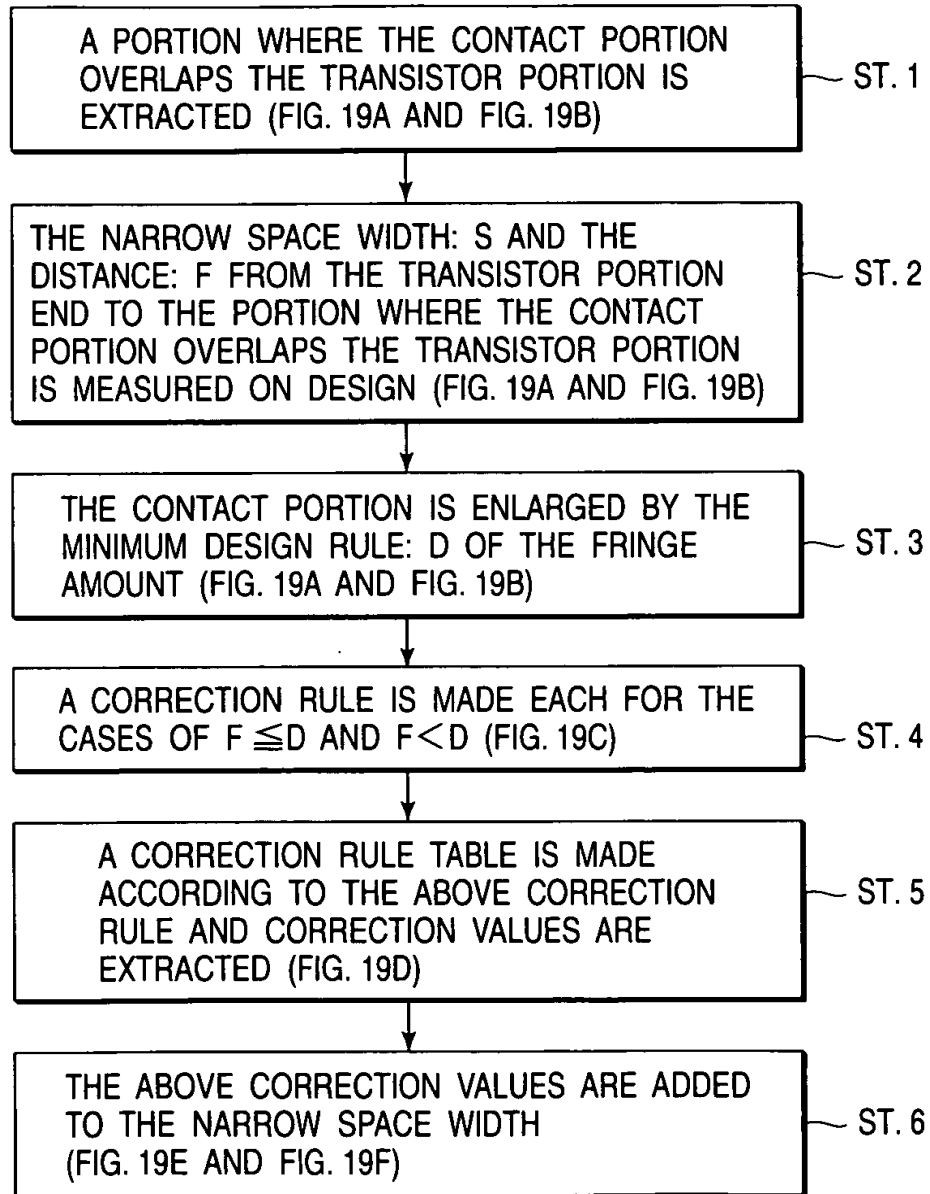 A PORTION WHERE THE CONTACT PORTION
OVERLAPS THE TRANSISTOR PORTION IS
EXTRACTED (FIG. 19A AND FIG. 19B)
ST. 1
THE NARROW SPACE WIDTH: S AND THE
DISTANCE: F FROM THE TRANSISTOR PORTION
END TO THE PORTION WHERE THE CONTACT
PORTION OVERLAPS THE TRANSISTOR PORTION
IS MEASURED ON DESIGN (FIG. 19A AND FIG. 19B)
ST. 2
THE CONTACT PORTION IS ENLARGED BY THE
MINIMUM DESIGN RULE: D OF THE FRINGE
AMOUNT (FIG. 19A AND FIG. 19B)
ST. 3
A CORRECTION RULE IS MADE EACH FOR THE
CASES OF F ≦ D AND F < D (FIG. 19C)
ST. 4
A CORRECTION RULE TABLE IS MADE
ACCORDING TO THE ABOVE CORRECTION
RULE AND CORRECTION VALUES ARE
EXTRACTED (FIG. 19D)
ST. 5
THE ABOVE CORRECTION VALUES ARE ADDED
TO THE NARROW SPACE WIDTH
(FIG. 19E AND FIG. 19F)
ST. 6